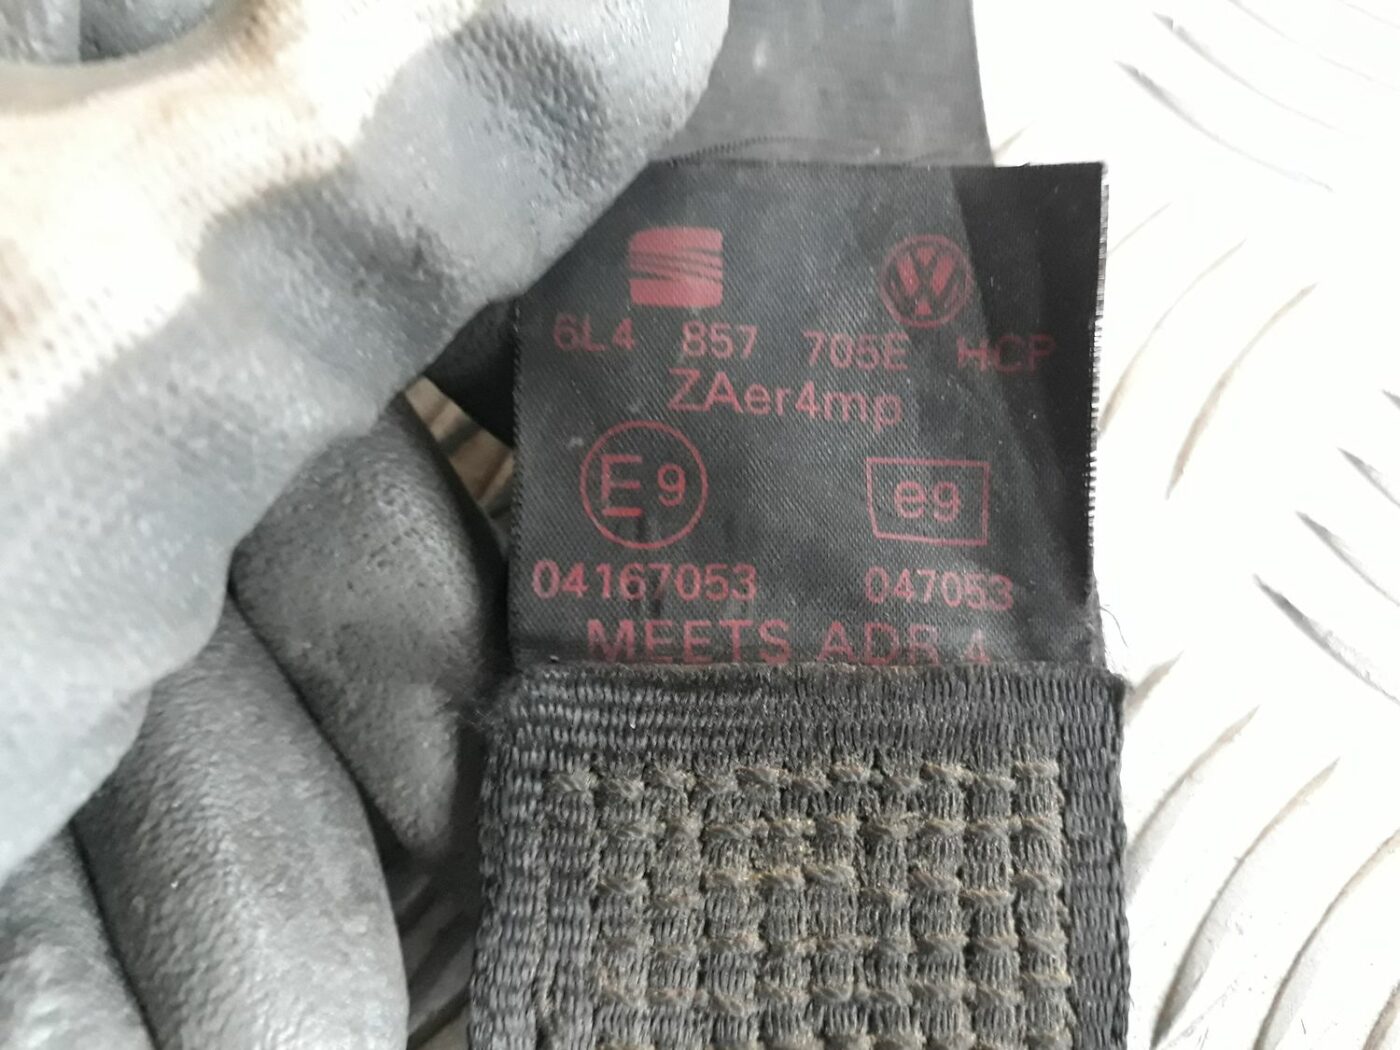 6L4 857 705E HCP
ZAer4mp
E9 e9
04167053 047053
MEETS ADR 4